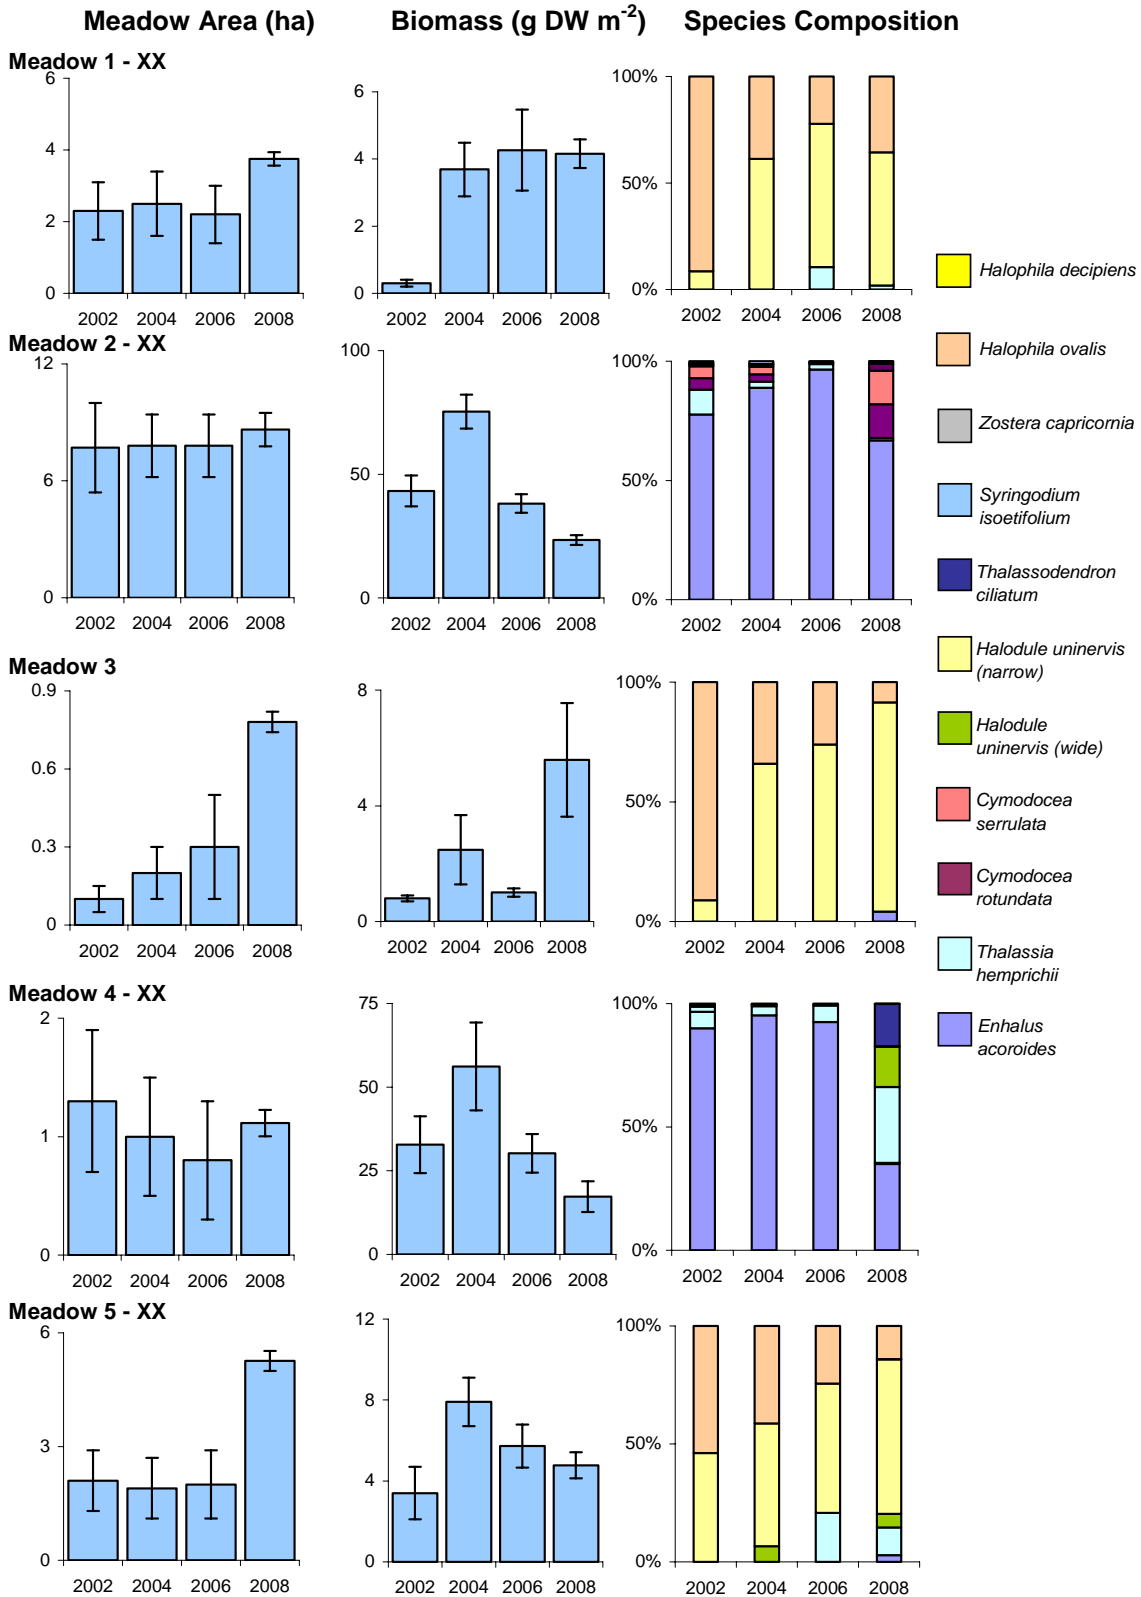 Meadow Area (ha) Biomass (g DW m⁻²) Species Composition
Meadow 1 - XX
6
4
2
0
2002 2004 2006 2008
6
4
2
0
2002 2004 2006 2008
100%
50%
0%
2002 2004 2006 2008
Meadow 2 - XX
12
6
0
2002 2004 2006 2008
100
50
0
2002 2004 2006 2008
100%
50%
0%
2002 2004 2006 2008
Meadow 3
0.9
0.6
0.3
0
2002 2004 2006 2008
8
4
0
2002 2004 2006 2008
100%
50%
0%
2002 2004 2006 2008
Meadow 4 - XX
2
1
0
2002 2004 2006 2008
75
50
25
0
2002 2004 2006 2008
100%
50%
0%
2002 2004 2006 2008
Meadow 5 - XX
6
3
0
2002 2004 2006 2008
12
8
4
0
2002 2004 2006 2008
100%
50%
0%
2002 2004 2006 2008
Halophila decipiens
Halophila ovalis
Zostera capricornia
Syringodium
isoetifolium
Thalassodendron
ciliatum
Halodule uninervis
(narrow)
Halodule
uninervis (wide)
Cymodocea
serrulata
Cymodocea
rotundata
Thalassia
hemprichii
Enhalus
acoroides